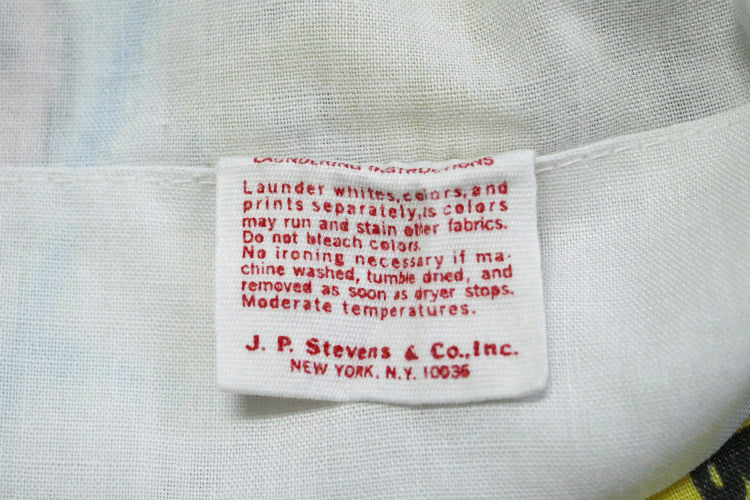 LAUNDERING INSTRUCTIONS
Launder whites, colors, and
prints separately, as colors
may run and stain other fabrics.
Do not bleach colors.
No ironing necessary if ma-
chine washed, tumble dried, and
removed as soon as dryer stops.
Moderate temperatures.
J. P. Stevens & Co., Inc.
NEW YORK, N.Y. 10036